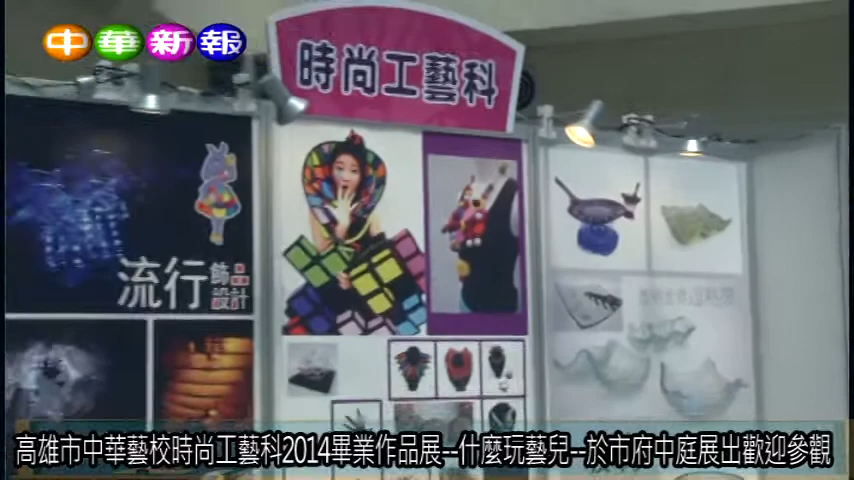 中華新報
時尚工藝科
流行飾品設計
高雄市中華藝校時尚工藝科2014畢業作品展--什麼玩藝兒--於市府中庭展出歡迎參觀